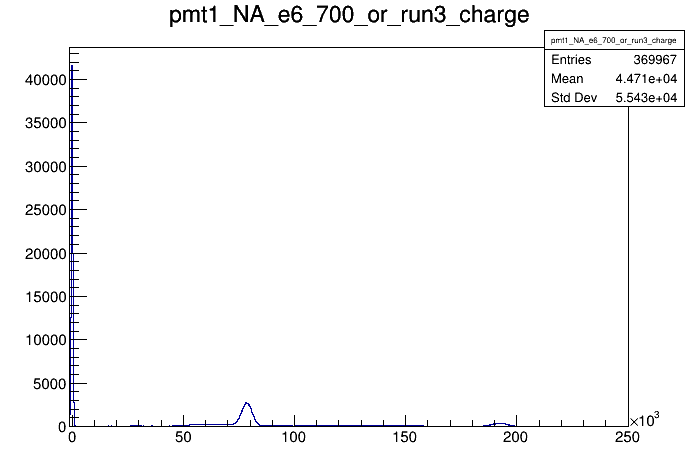 pmt1_NA_e6_700_or_run3_charge
pmt1_NA_e6_700_or_run3_charge
Entries 369967
Mean 4.471e+04
Std Dev 5.543e+04
40000
35000
30000
25000
20000
15000
10000
5000
0
0 50 100 150 200 250
×10³